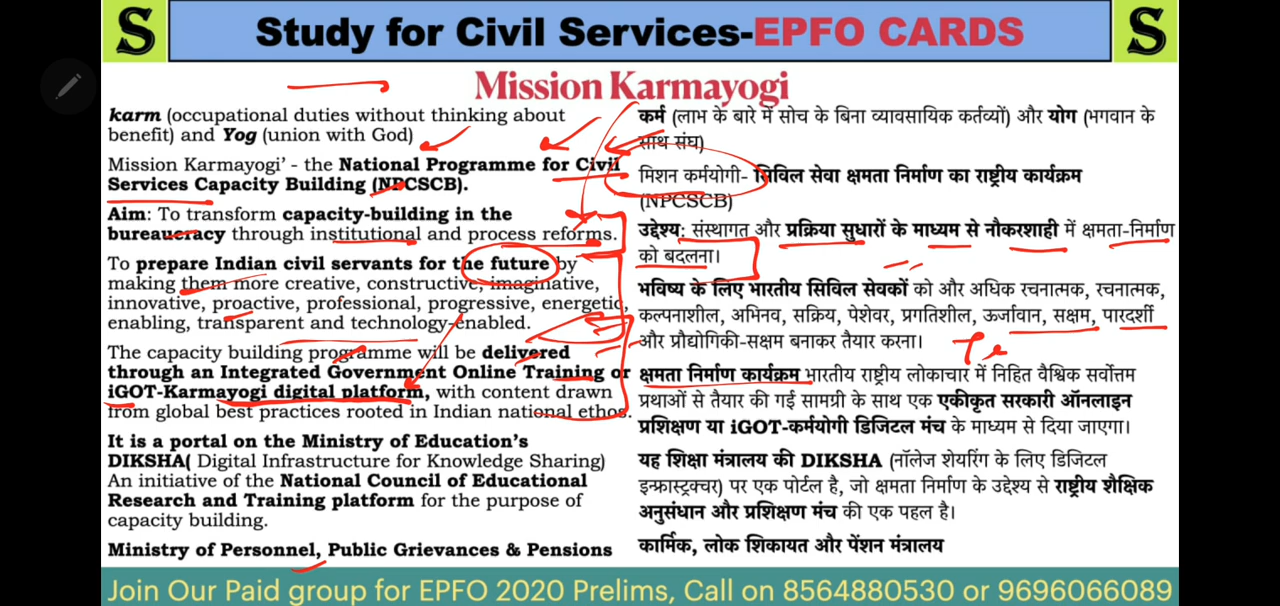 S
Study for Civil Services-EPFO CARDS
S
Mission Karmayogi
karm (occupational duties without thinking about
benefit) and Yog (union with God)
Mission Karmayogi' - the National Programme for Civil
Services Capacity Building (NPCSCB).
Aim: To transform capacity-building in the
bureaucracy through institutional and process reforms.
To prepare Indian civil servants for the future by
making them more creative, constructive, imaginative,
innovative, proactive, professional, progressive, energetic,
enabling, transparent and technology-enabled.
The capacity building programme will be delivered
through an Integrated Government Online Training or
iGOT-Karmayogi digital platform, with content drawn
from global best practices rooted in Indian national ethos.
It is a portal on the Ministry of Education's
DIKSHA( Digital Infrastructure for Knowledge Sharing)
An initiative of the National Council of Educational
Research and Training platform for the purpose of
capacity building.
Ministry of Personnel, Public Grievances & Pensions
कर्म (लाभ के बारे में सोच के बिना व्यावसायिक कर्तव्यों) और योग (भगवान के
साथ संघ)
मिशन कर्मयोगी- सिविल सेवा क्षमता निर्माण का राष्ट्रीय कार्यक्रम
(NPCSCB)
उद्देश्य: संस्थागत और प्रक्रिया सुधारों के माध्यम से नौकरशाही में क्षमता-निर्माण
को बदलना।
भविष्य के लिए भारतीय सिविल सेवकों को और अधिक रचनात्मक, रचनात्मक,
कल्पनाशील, अभिनव, सक्रिय, पेशेवर, प्रगतिशील, ऊर्जावान, सक्षम, पारदर्शी
और प्रौद्योगिकी-सक्षम बनाकर तैयार करना।
क्षमता निर्माण कार्यक्रम भारतीय राष्ट्रीय लोकाचार में निहित वैश्विक सर्वोत्तम
प्रथाओं से तैयार की गई सामग्री के साथ एक एकीकृत सरकारी ऑनलाइन
प्रशिक्षण या iGOT-कर्मयोगी डिजिटल मंच के माध्यम से दिया जाएगा।
यह शिक्षा मंत्रालय की DIKSHA (नॉलेज शेयरिंग के लिए डिजिटल
इन्फ्रास्ट्रक्चर) पर एक पोर्टल है, जो क्षमता निर्माण के उद्देश्य से राष्ट्रीय शैक्षिक
अनुसंधान और प्रशिक्षण मंच की एक पहल है।
कार्मिक, लोक शिकायत और पेंशन मंत्रालय
Join Our Paid group for EPFO 2020 Prelims, Call on 8564880530 or 9696066089